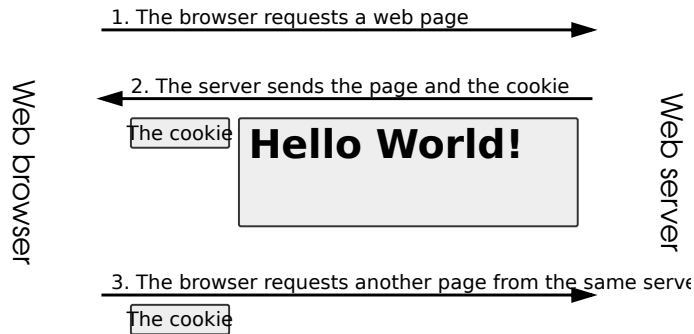 1. The browser requests a web page
2. The server sends the page and the cookie
Web browser
Web server
The cookie
Hello World!
3. The browser requests another page from the same serve
The cookie